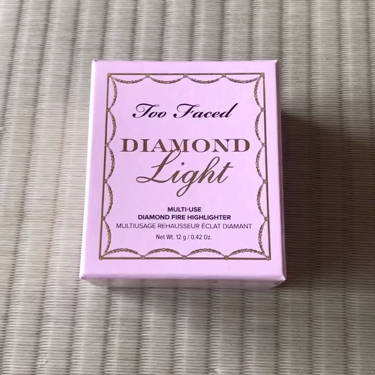 Too Faced
DIAMOND
Light
MULTI-USE
DIAMOND FIRE HIGHLIGHTER
MULTIUSAGE REHAUSSEUR ÉCLAT DIAMANT
Net Wt. 12 g / 0.42 Oz.